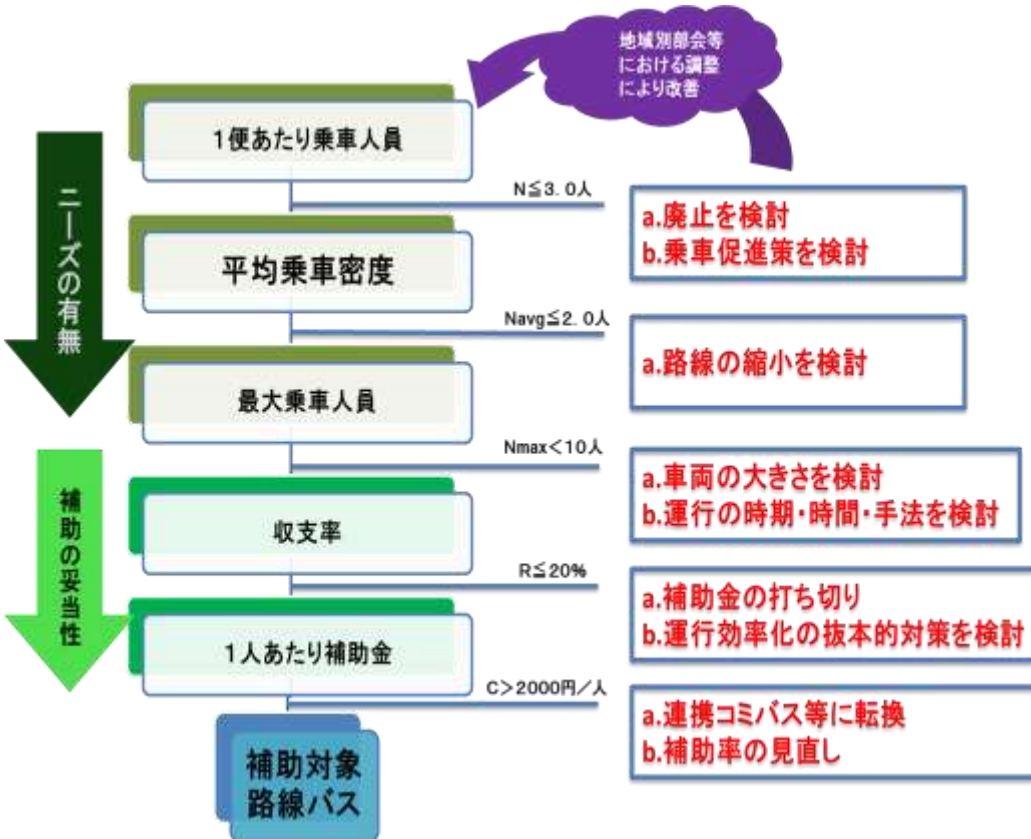 地域別部会等
における調整
により改善
ニーズの有無
1便あたり乗車人員
N≦3.0人
a.廃止を検討
b.乗車促進策を検討
平均乗車密度
Navg≦2.0人
a.路線の縮小を検討
最大乗車人員
Nmax<10人
a.車両の大きさを検討
b.運行の時期・時間・手法を検討
補助の妥当性
収支率
R≦20%
a.補助金の打ち切り
b.運行効率化の抜本的対策を検討
1人あたり補助金
C>2000円/人
a.連携コミバス等に転換
b.補助率の見直し
補助対象
路線バス